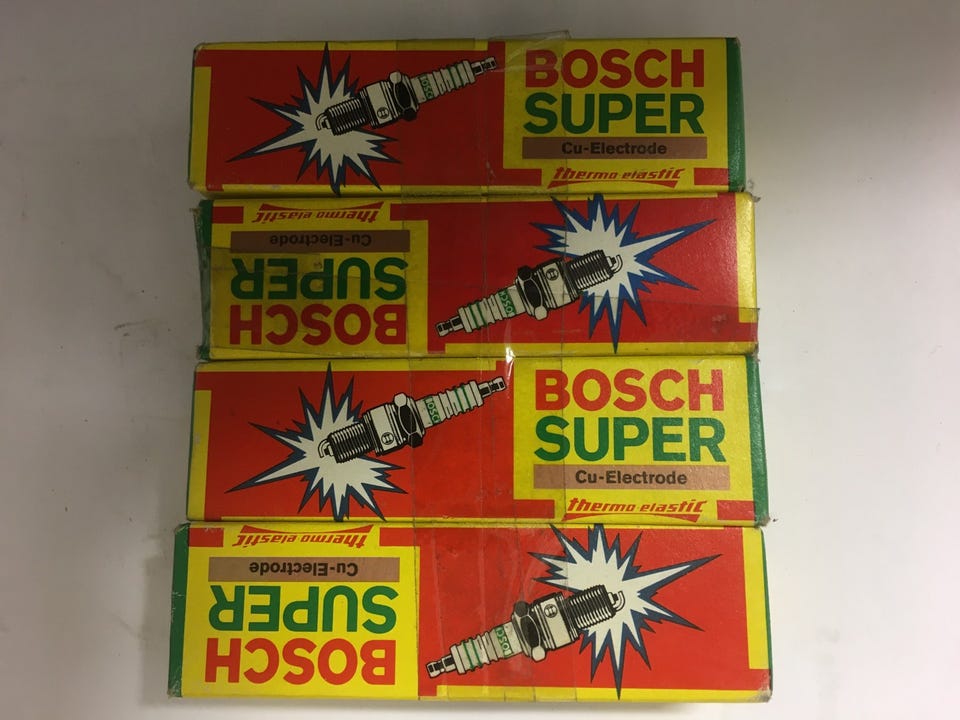 BOSCH
SUPER
Cu-Electrode
thermo-elastic
thermo elastic
Cu-Electrode
SUPER
BOSCH
BOSCH
SUPER
Cu-Electrode
thermo-elastic
thermo elastic
Cu-Electrode
SUPER
BOSCH